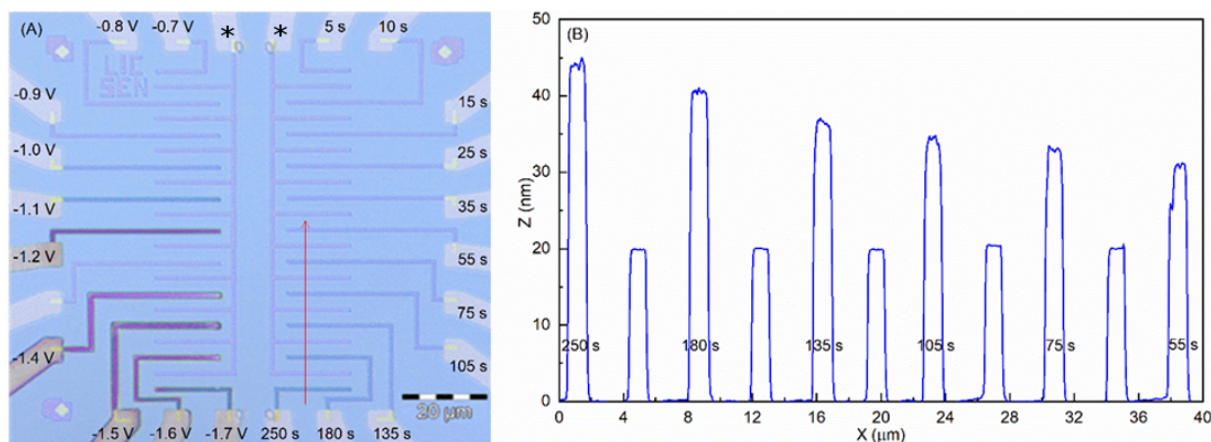 (A)
-0.8 V
-0.7 V
*
*
5 s
10 s
LIC
SEN
-0.9 V
15 s
-1.0 V
25 s
-1.1 V
35 s
-1.2 V
55 s
75 s
-1.4 V
105 s
20 µm
-1.5 V
-1.6 V
-1.7 V
250 s
180 s
135 s
(B)
50
40
30
20
10
0
Z (nm)
250 s
180 s
135 s
105 s
75 s
55 s
0
4
8
12
16
20
24
28
32
36
40
X (µm)